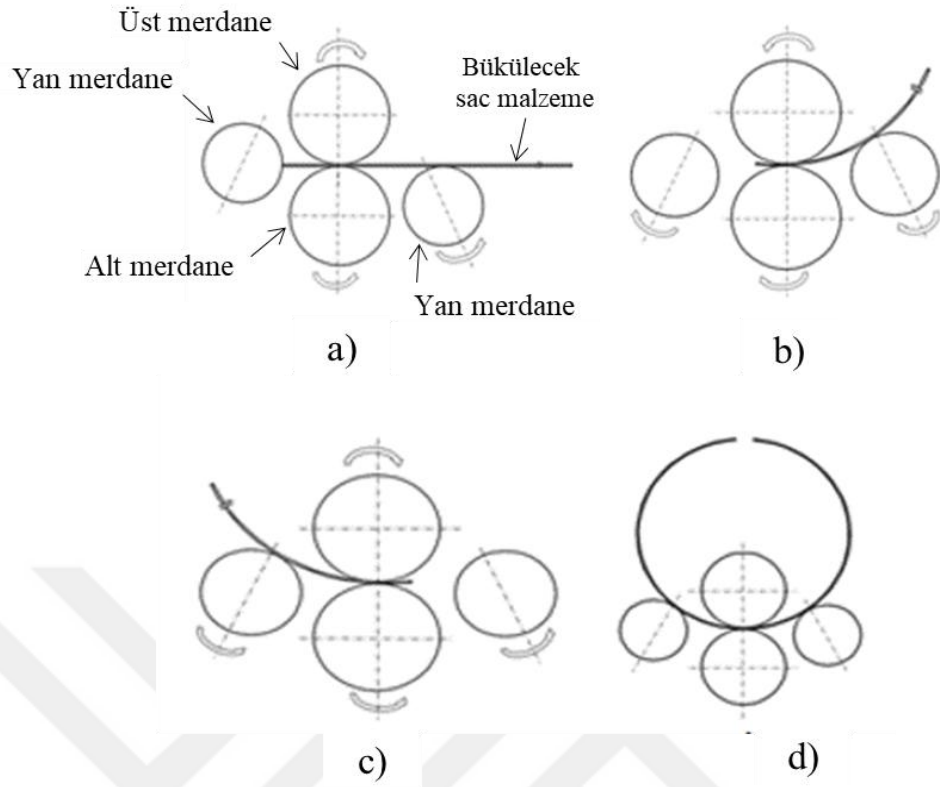 Üst merdane
Yan merdane
Bükülecek
sac malzeme
Alt merdane
Yan merdane
a)
b)
c)
d)